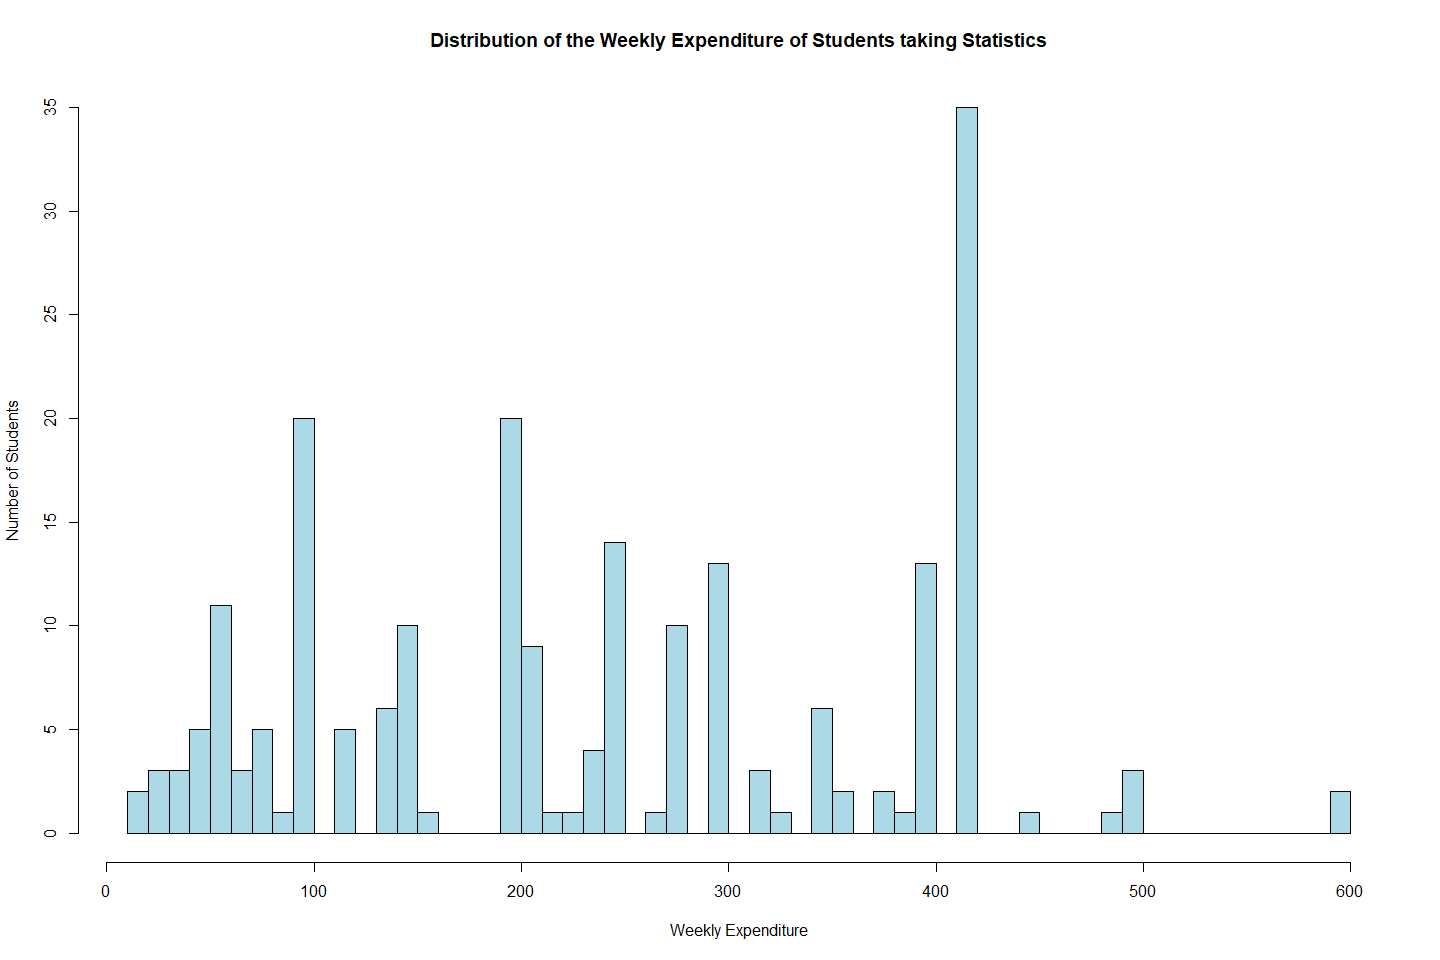 Distribution of the Weekly Expenditure of Students taking Statistics
35
30
25
20
15
10
5
0
Number of Students
0 100 200 300 400 500 600
Weekly Expenditure